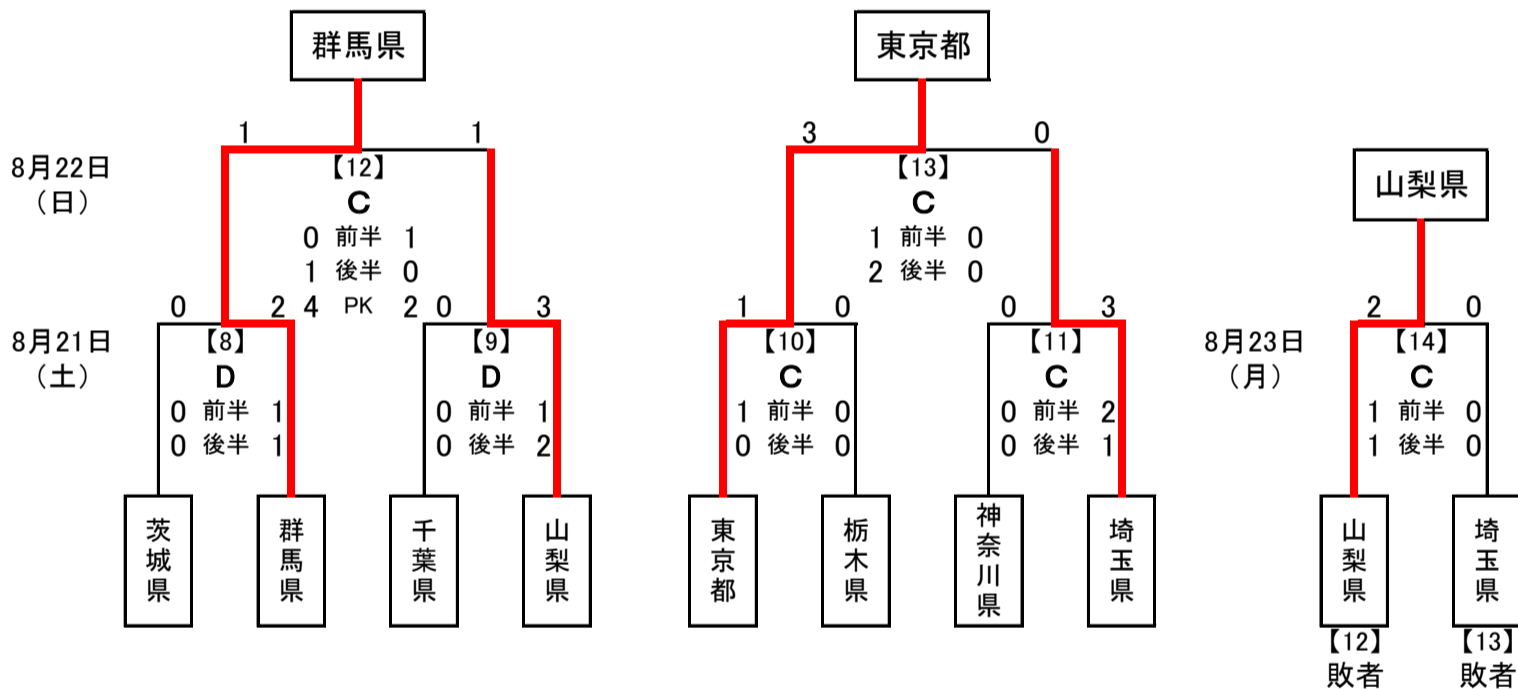 群馬県 東京都
1 1 3 0
8月22日
（日）
【12】 【13】
山梨県
C C
0 前半 1 1 前半 0
1 後半 0 2 後半 0
4 PK 2
0 2 0 3 1 0 0 3 2 0
8月21日
（土）
8月23日
（月）
【8】 【9】 【10】 【11】 【14】
D D C C C
0 前半 1 0 前半 1 1 前半 0 0 前半 2 1 前半 0
0 後半 1 0 後半 2 0 後半 0 0 後半 1 1 後半 0
茨城県
群馬県
千葉県
山梨県
東京都
栃木県
神奈川県
埼玉県
山梨県
埼玉県
【12】 【13】
敗者 敗者